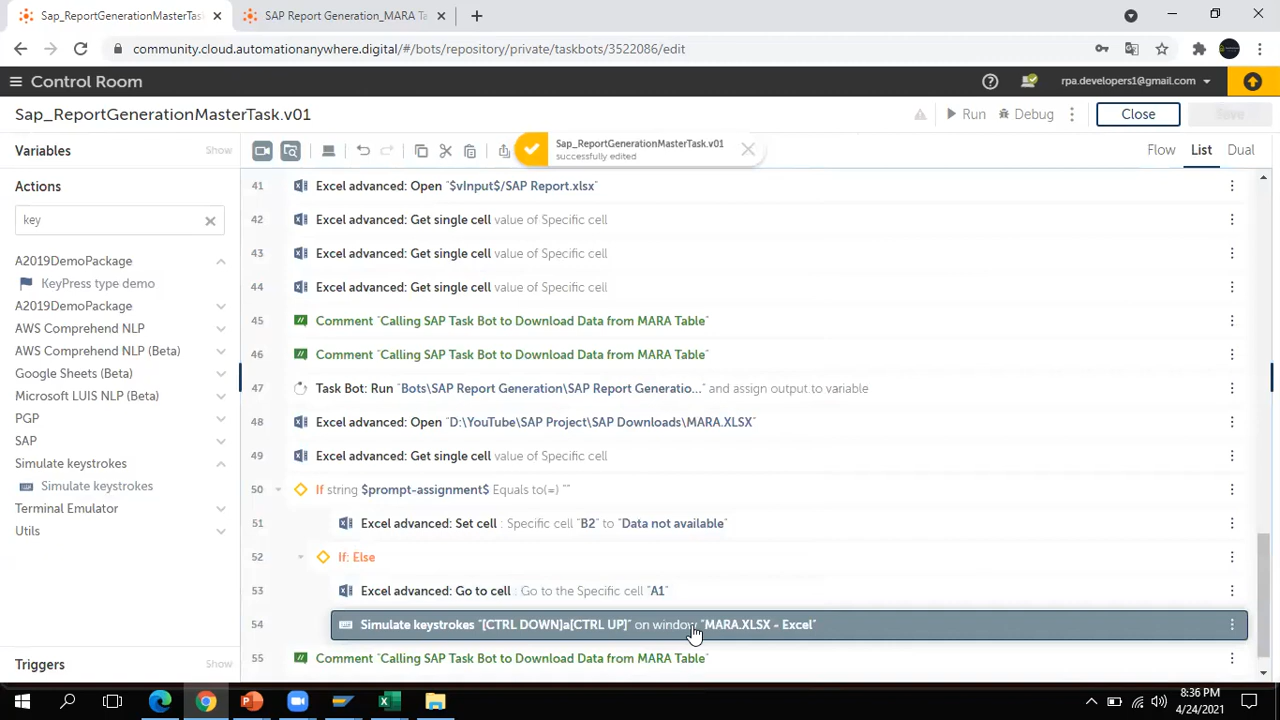 Sap_ReportGenerationMasterTask
SAP Report Generation_MARA T
community.cloud.automationanywhere.digital/#/bots/repository/private/taskbots/3522086/edit
Control Room
rpa.developers1@gmail.com
Sap_ReportGenerationMasterTask.v01
Run
Debug
Close
Save
Variables
Show
Sap_ReportGenerationMasterTask.v01
successfully edited
Flow
List
Dual
Actions
key
A2019DemoPackage
KeyPress type demo
A2019DemoPackage
AWS Comprehend NLP
AWS Comprehend NLP (Beta)
Google Sheets (Beta)
Microsoft LUIS NLP (Beta)
PGP
SAP
Simulate keystrokes
Simulate keystrokes
Terminal Emulator
Utils
Triggers
Show
41 Excel advanced: Open "$vInput$/SAP Report.xlsx"
42 Excel advanced: Get single cell value of Specific cell
43 Excel advanced: Get single cell value of Specific cell
44 Excel advanced: Get single cell value of Specific cell
45 Comment "Calling SAP Task Bot to Download Data from MARA Table"
46 Comment "Calling SAP Task Bot to Download Data from MARA Table"
47 Task Bot: Run "Bots\SAP Report Generation\SAP Report Generatio..." and assign output to variable
48 Excel advanced: Open "D:\YouTube\SAP Project\SAP Downloads\MARA.XLSX"
49 Excel advanced: Get single cell value of Specific cell
50 If string $prompt-assignment$ Equals to(=) ""
51 Excel advanced: Set cell : Specific cell "B2" to "Data not available"
52 If: Else
53 Excel advanced: Go to cell : Go to the Specific cell "A1"
54 Simulate keystrokes "[CTRL DOWN]a[CTRL UP]" on window "MARA.XLSX - Excel"
55 Comment "Calling SAP Task Bot to Download Data from MARA Table"
8:36 PM
4/24/2021